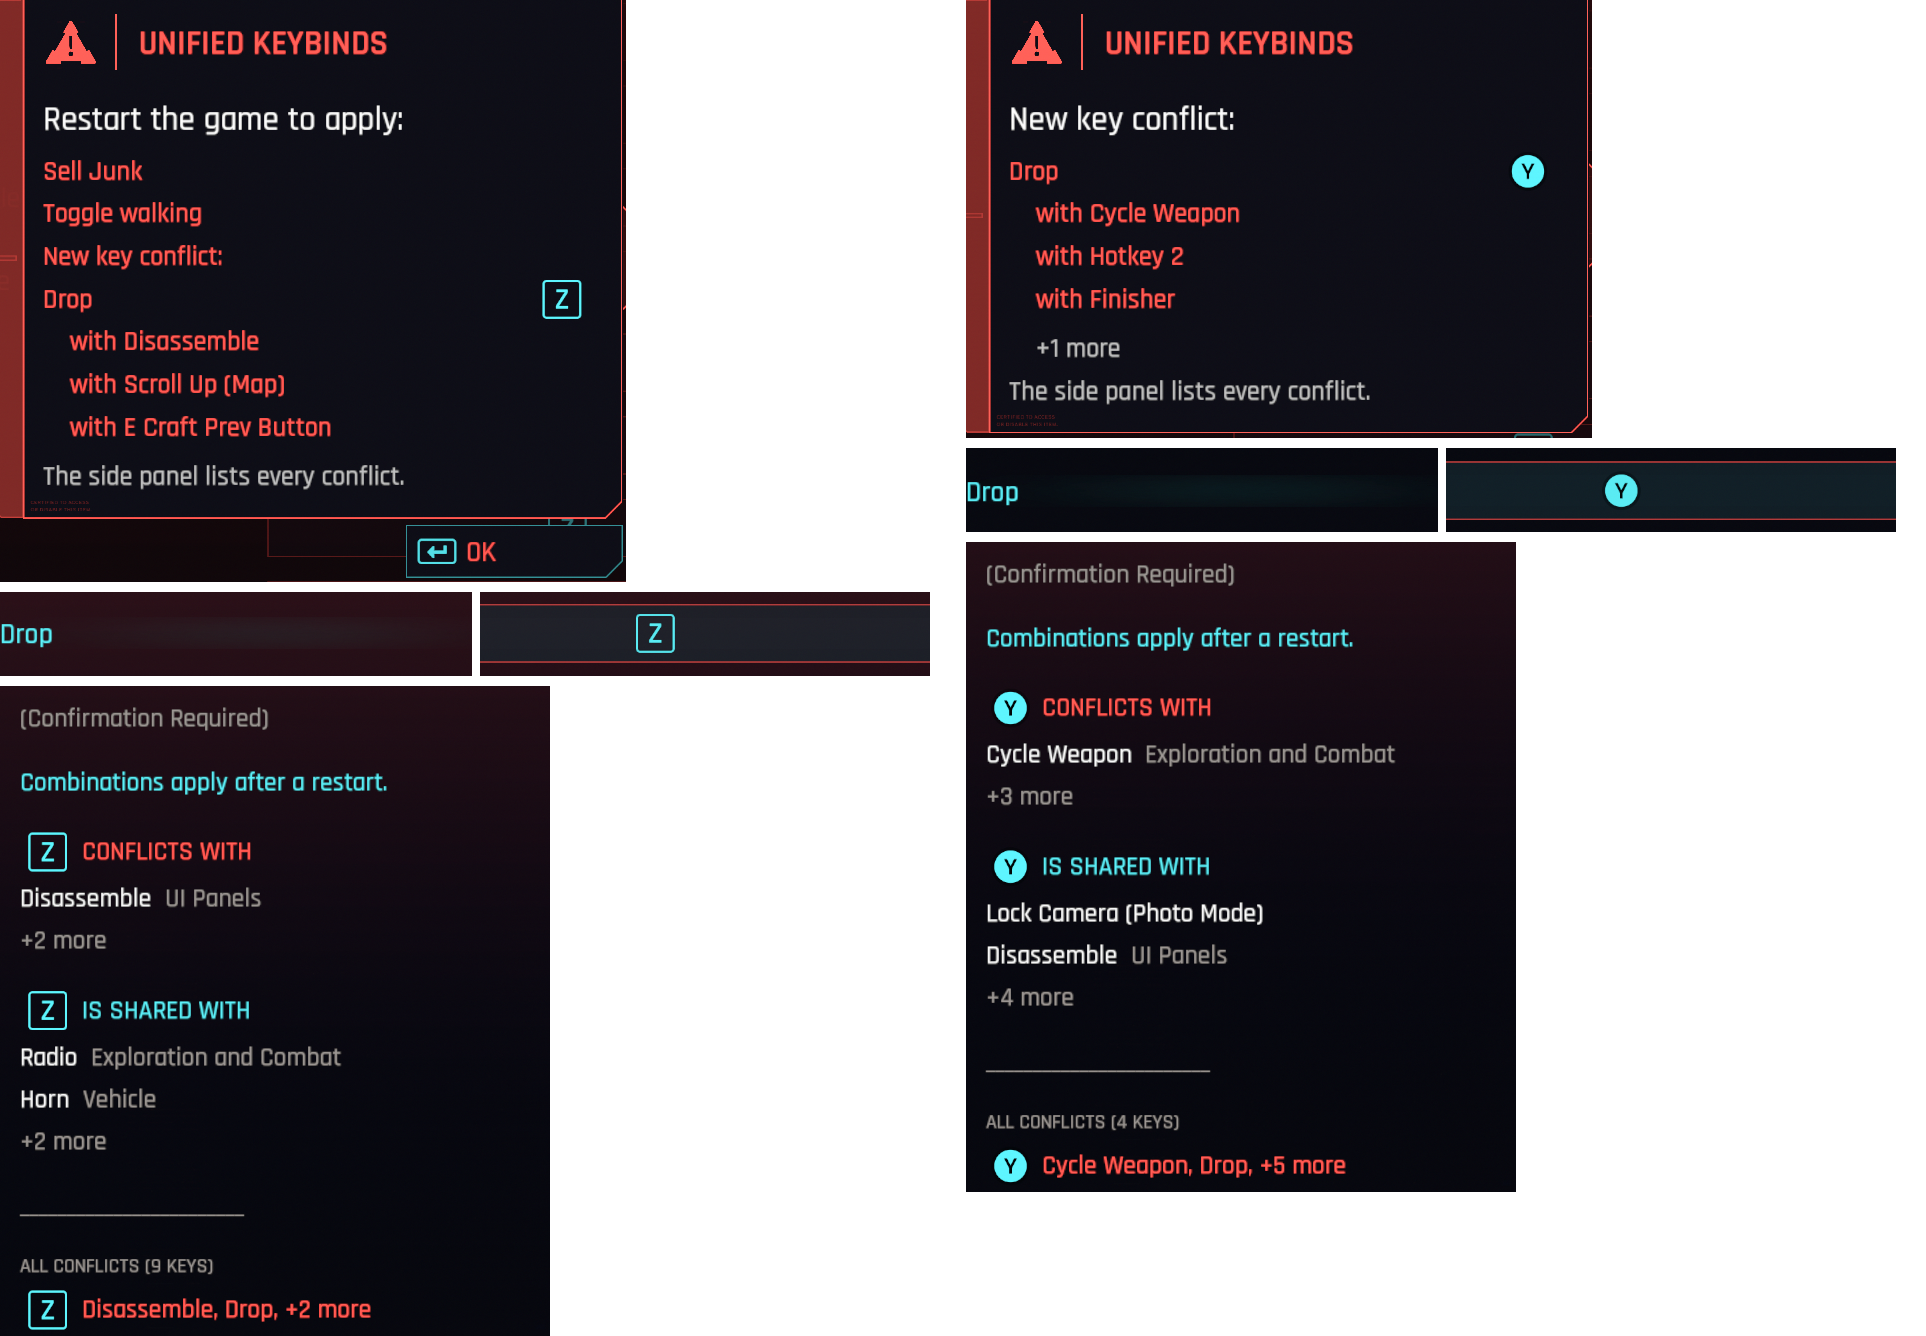 UNIFIED KEYBINDS
Restart the game to apply:
Sell Junk
Toggle walking
New key conflict:
Drop Z
with Disassemble
with Scroll Up (Map)
with E Craft Prev Button
The side panel lists every conflict.
OK
Drop Z
(Confirmation Required)
Combinations apply after a restart.
Z CONFLICTS WITH
Disassemble UI Panels
+2 more
Z IS SHARED WITH
Radio Exploration and Combat
Horn Vehicle
+2 more
ALL CONFLICTS (9 KEYS)
Z Disassemble, Drop, +2 more
UNIFIED KEYBINDS
New key conflict:
Drop Y
with Cycle Weapon
with Hotkey 2
with Finisher
+1 more
The side panel lists every conflict.
Drop Y
(Confirmation Required)
Combinations apply after a restart.
Y CONFLICTS WITH
Cycle Weapon Exploration and Combat
+3 more
Y IS SHARED WITH
Lock Camera (Photo Mode)
Disassemble UI Panels
+4 more
ALL CONFLICTS (4 KEYS)
Y Cycle Weapon, Drop, +5 more